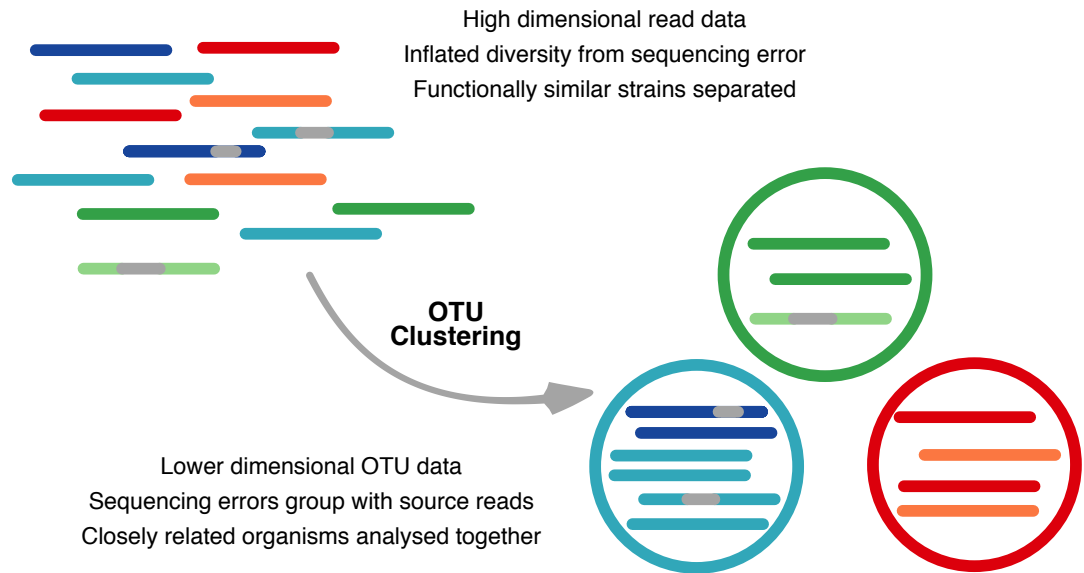 High dimensional read data
Inflated diversity from sequencing error
Functionally similar strains separated
OTU
Clustering
Lower dimensional OTU data
Sequencing errors group with source reads
Closely related organisms analysed together